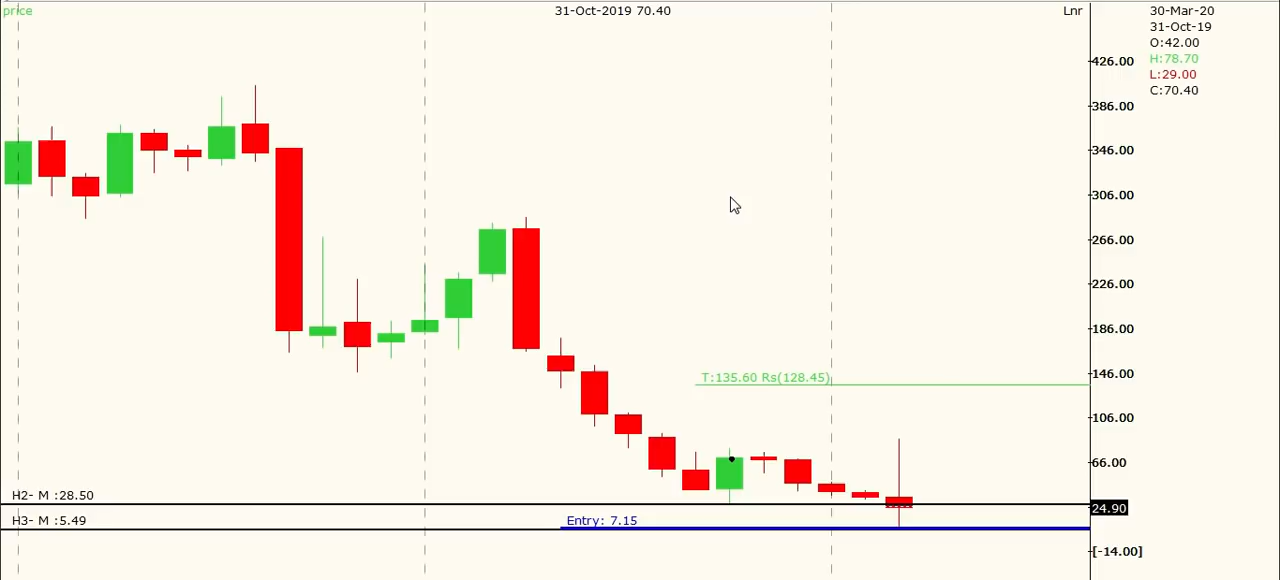 price
31-Oct-2019 70.40
Lnr
30-Mar-20
31-Oct-19
O:42.00
H:78.70
L:29.00
C:70.40
426.00
386.00
346.00
306.00
266.00
226.00
186.00
146.00
T:135.60 Rs(128.45)
106.00
66.00
H2- M :28.50
24.90
H3- M :5.49
Entry: 7.15
[-14.00]